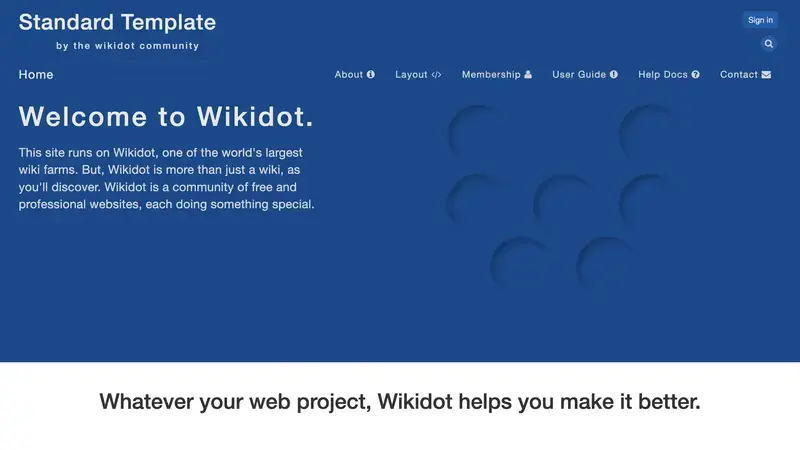 Standard Template
Sign in
by the wikidot community
Home
About
Layout
Membership
User Guide
Help Docs
Contact
Welcome to Wikidot.
This site runs on Wikidot, one of the world's largest
wiki farms. But, Wikidot is more than just a wiki, as
you'll discover. Wikidot is a community of free and
professional websites, each doing something special.
Whatever your web project, Wikidot helps you make it better.